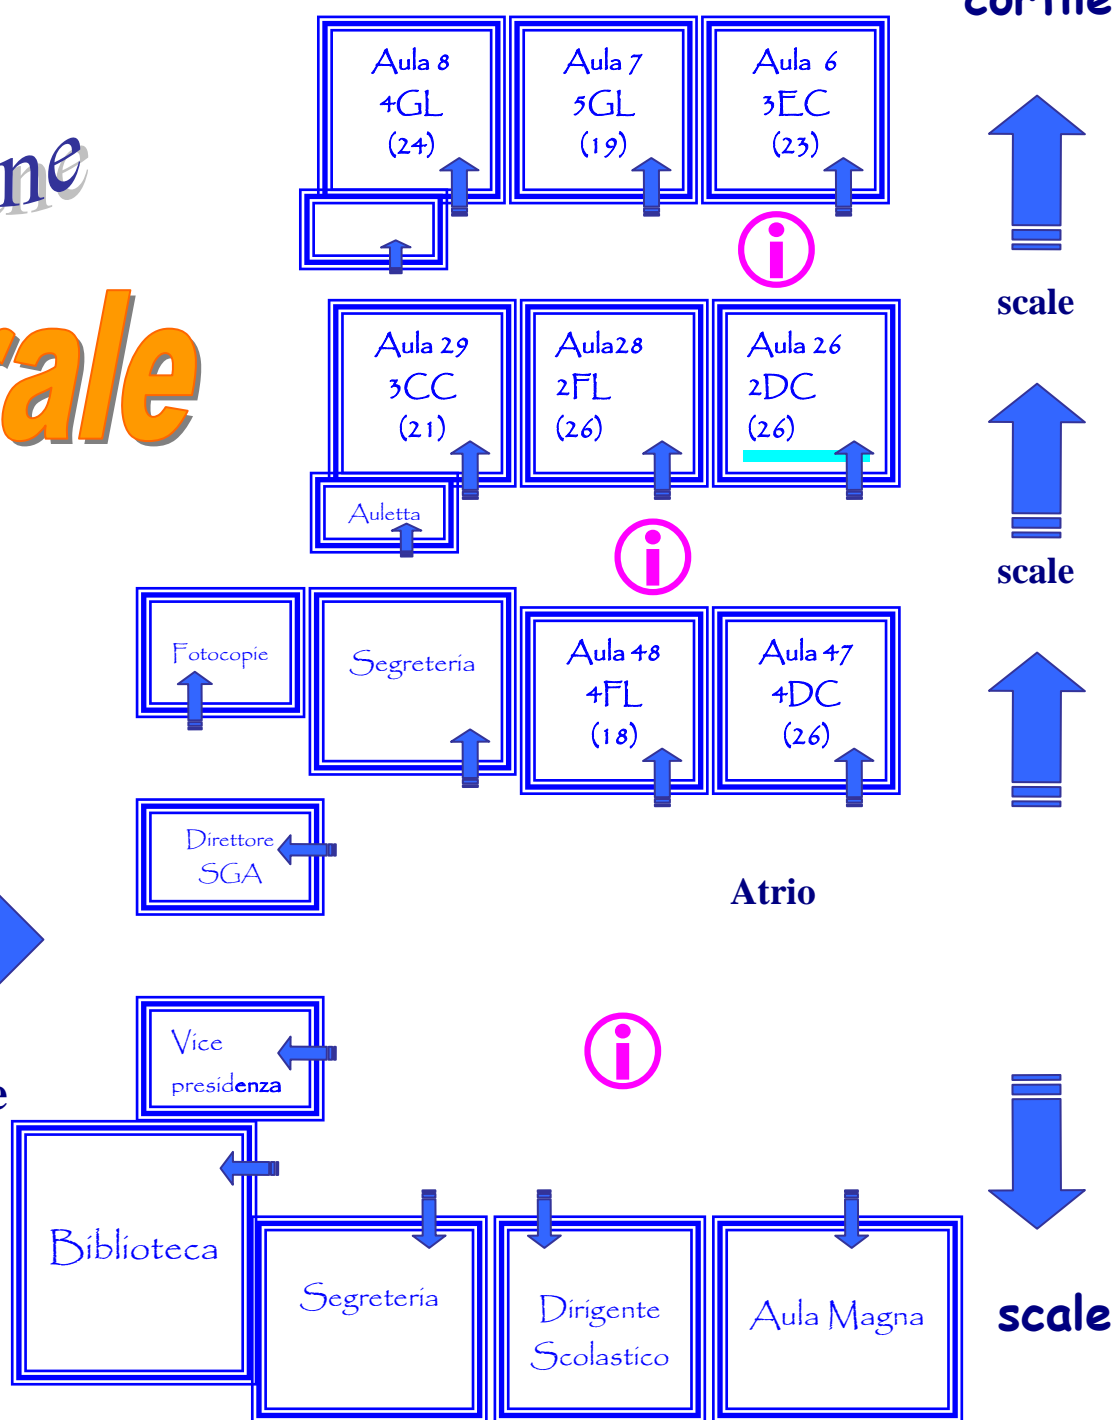 cortile
Aula 8
4GL
(24)
Aula 7
5GL
(19)
Aula 6
3EC
(23)
scale
Aula 29
3CC
(21)
Aula28
2FL
(26)
Aula 26
2DC
(26)
Auletta
scale
Fotocopie
Segreteria
Aula 48
4FL
(18)
Aula 47
4DC
(26)
Direttore
SGA
Atrio
Vice
presidenza
Biblioteca
Segreteria
Dirigente
Scolastico
Aula Magna
scale